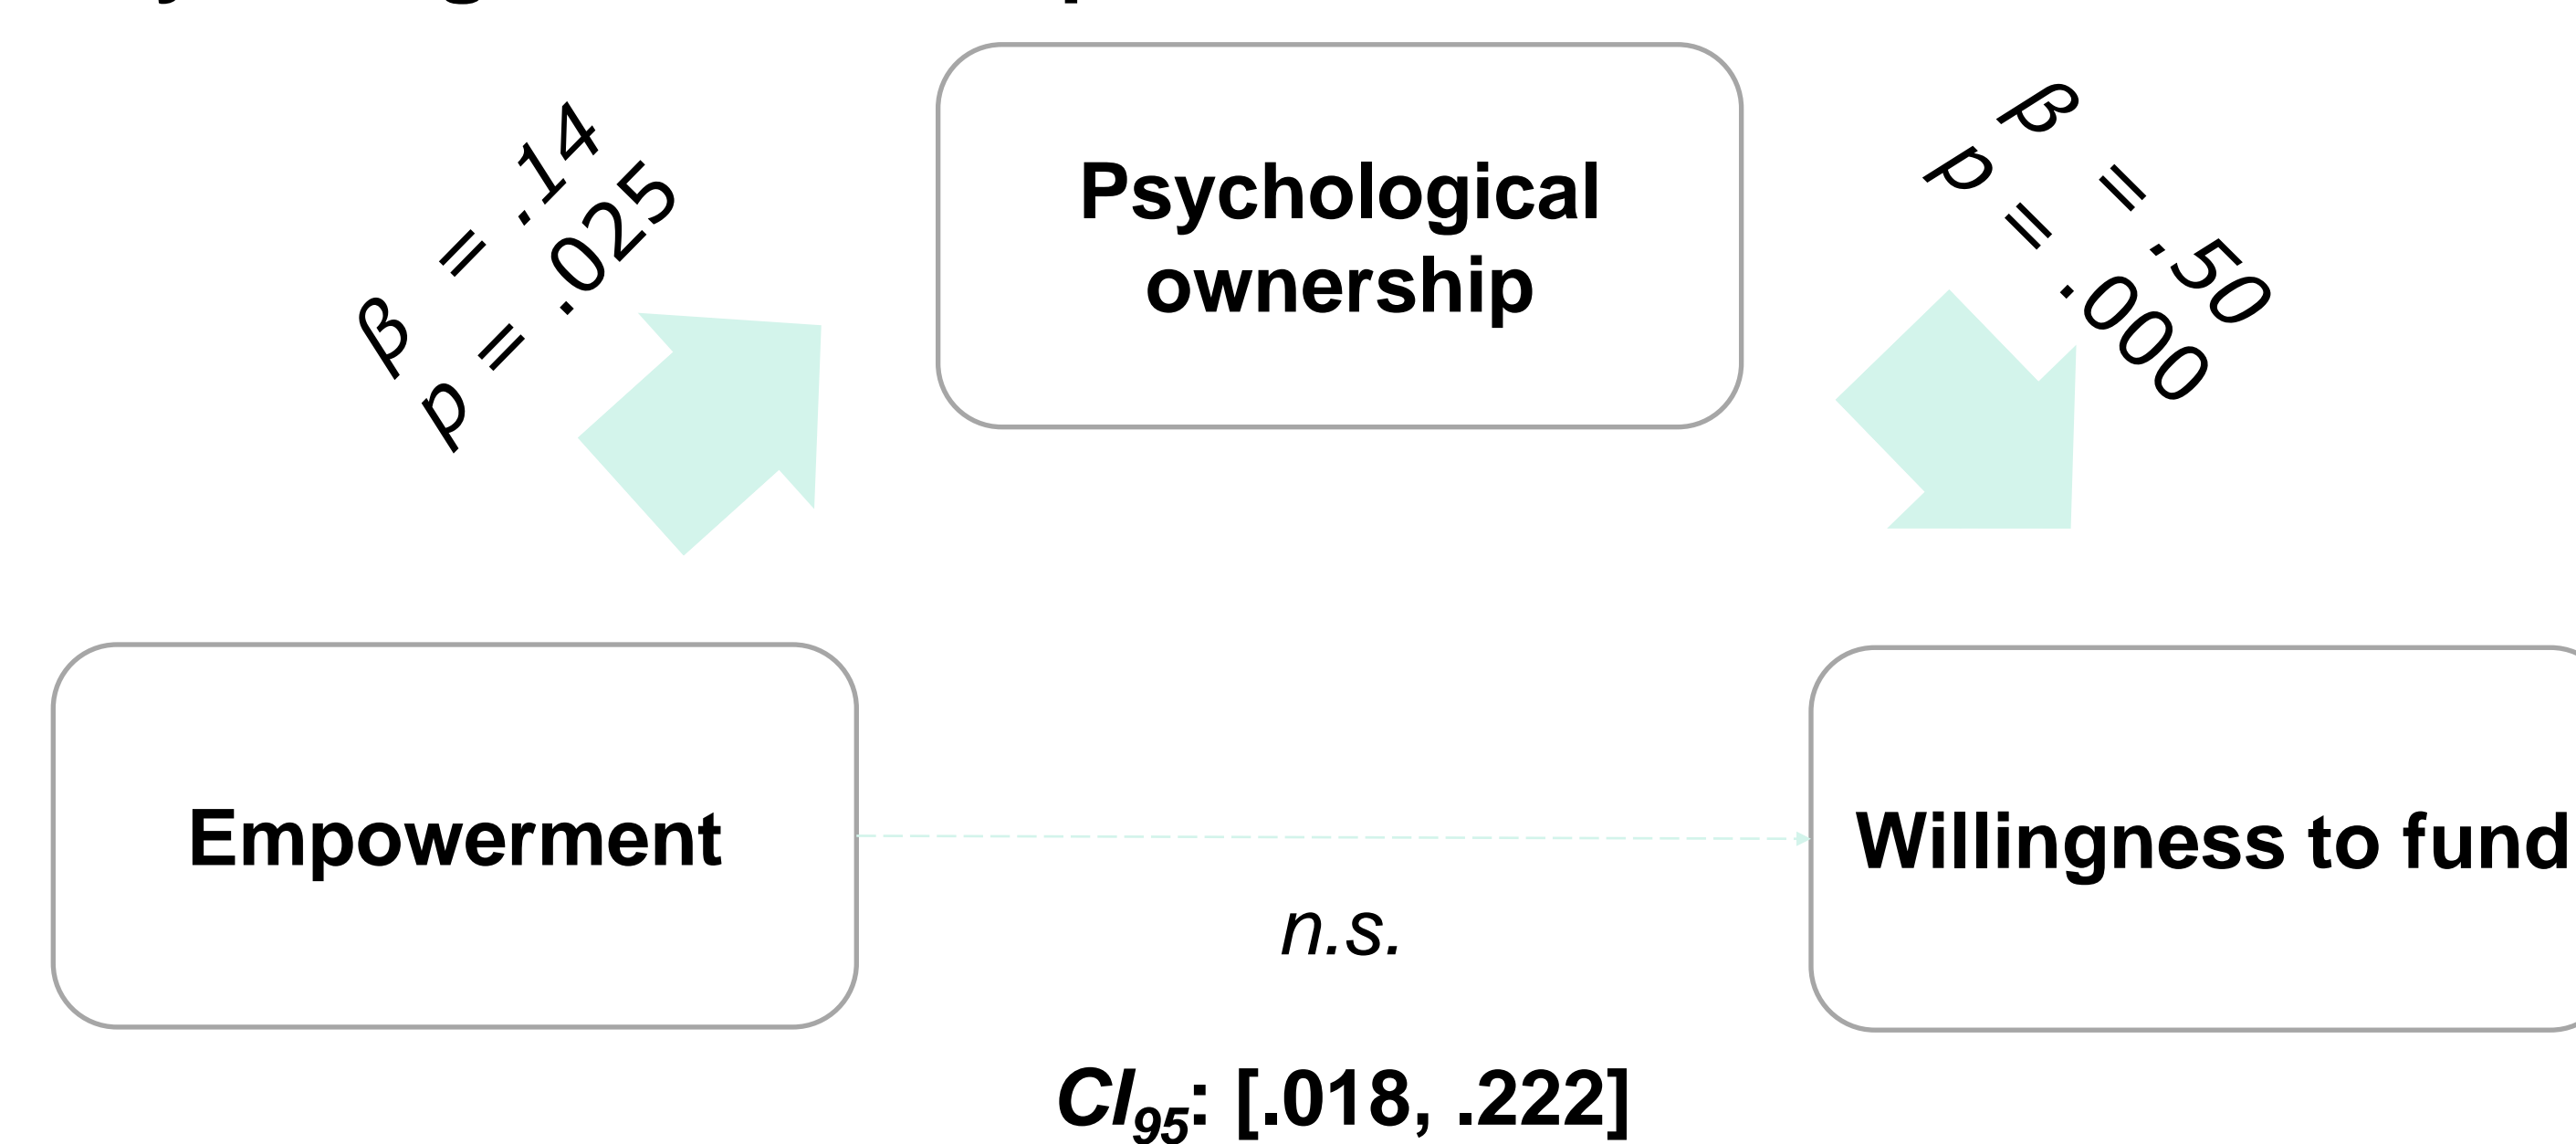 β = .14
p = .025
Psychological
ownership
β = .50
p = .000
Empowerment
Willingness to fund
n.s.
CI95: [.018, .222]